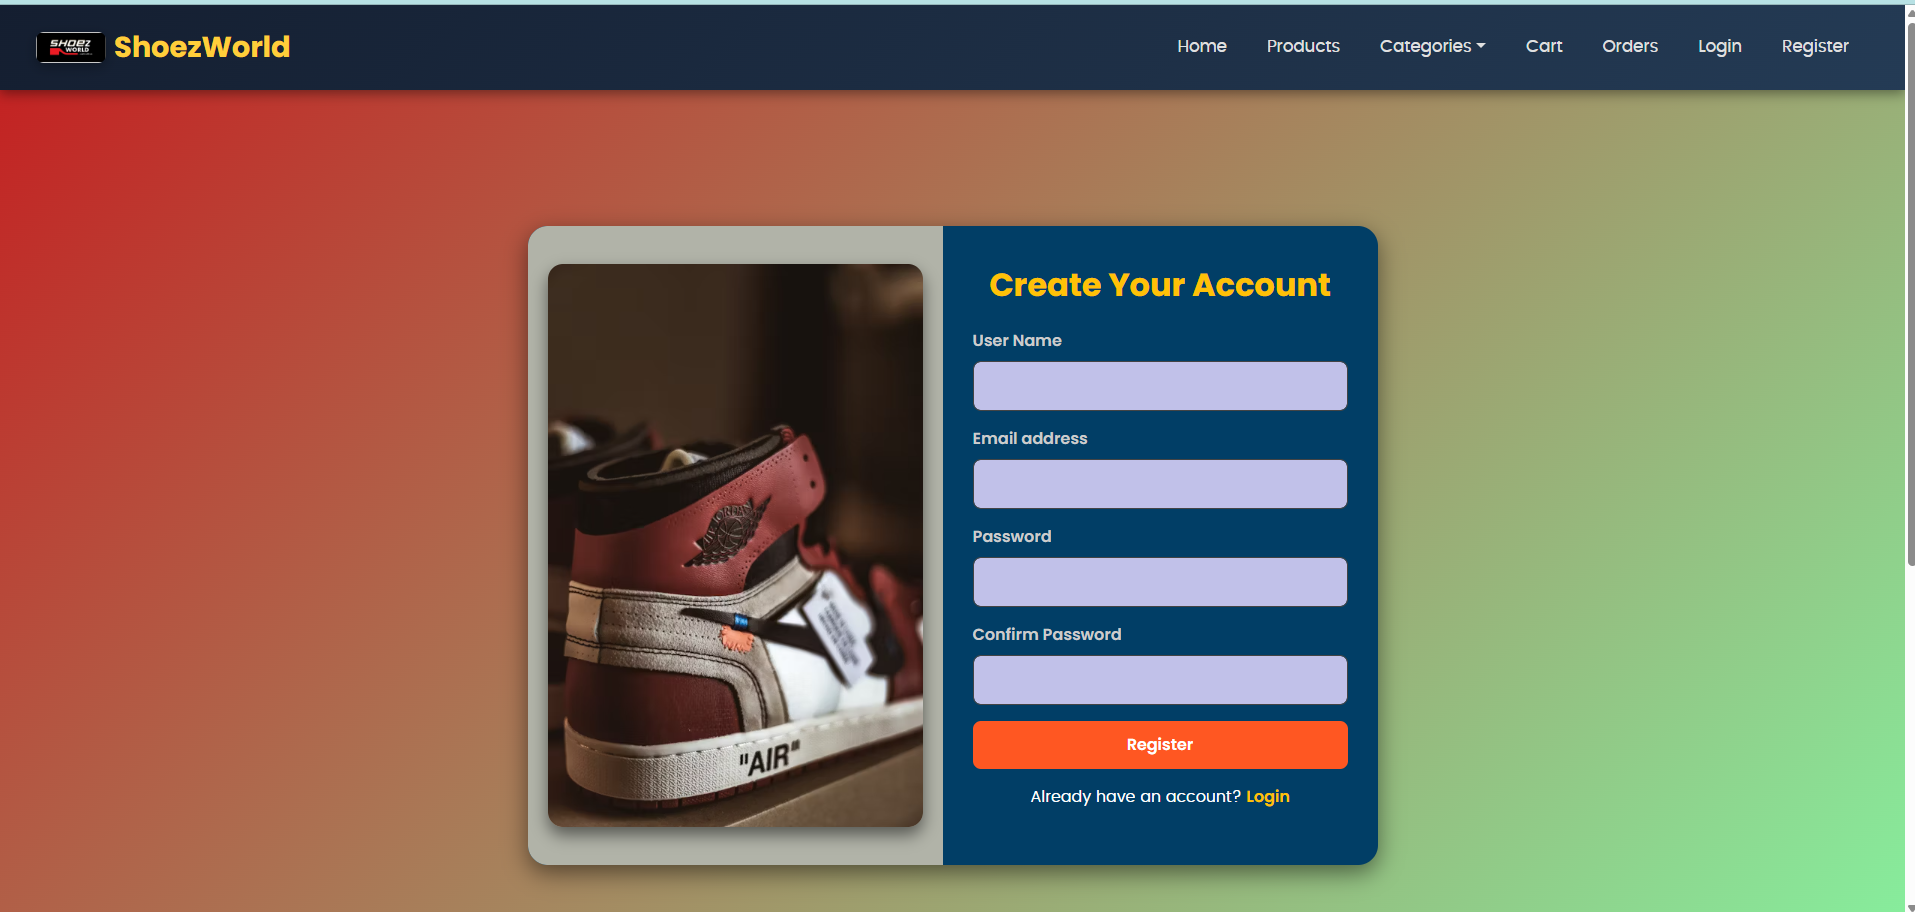 SHOEZ
WORLD
ShoezWorld
Home
Products
Categories
Cart
Orders
Login
Register
"AIR"
Create Your Account
User Name
Email address
Password
Confirm Password
Register
Already have an account? Login